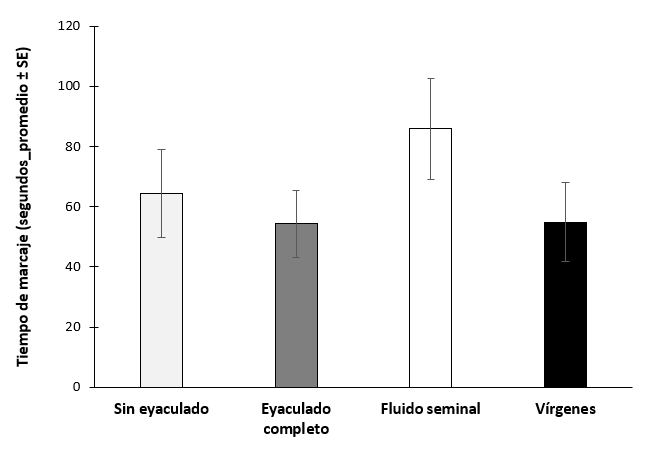 Tiempo de marcaje (segundos_promedio ± SE)
120
100
80
60
40
20
0
Sin eyaculado
Eyaculado
completo
Fluido seminal
Vírgenes